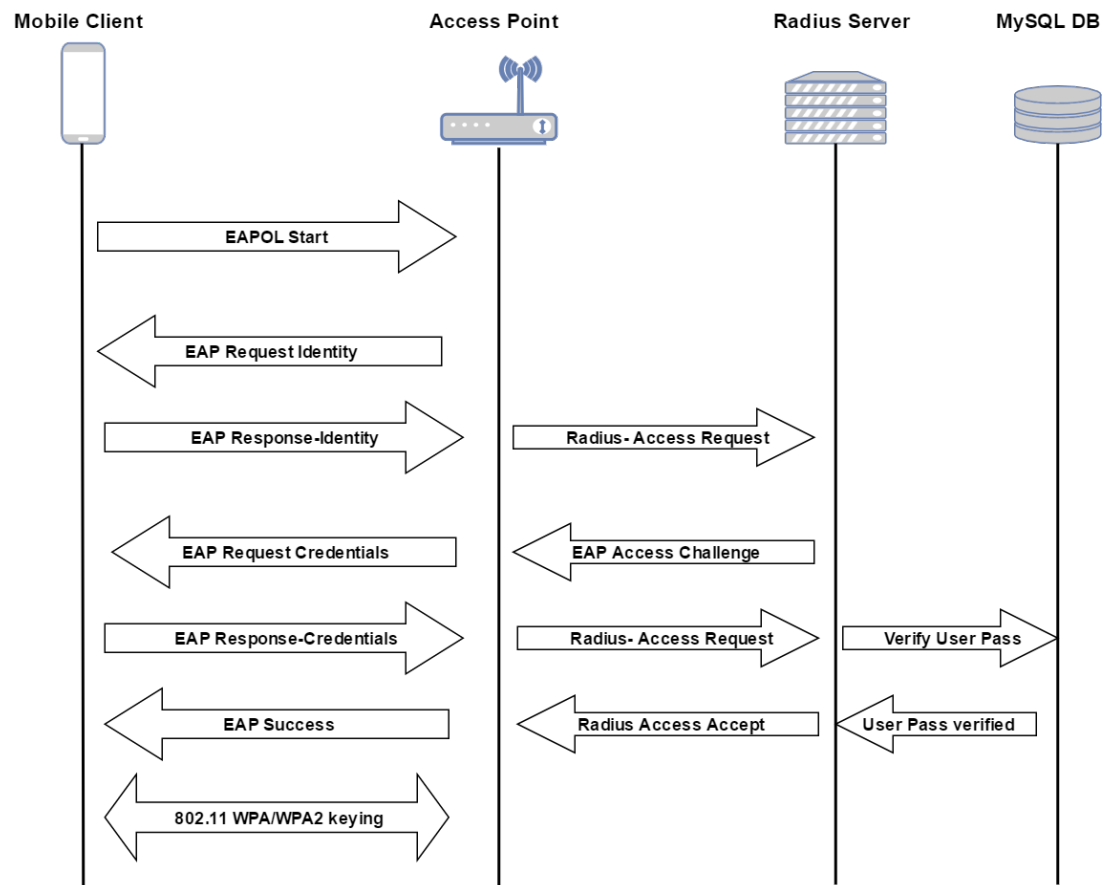 Mobile Client
Access Point
Radius Server
MySQL DB
EAPOL Start
EAP Request Identity
EAP Response-Identity
Radius- Access Request
EAP Request Credentials
EAP Access Challenge
EAP Response-Credentials
Radius- Access Request
Verify User Pass
EAP Success
Radius Access Accept
User Pass verified
802.11 WPA/WPA2 keying